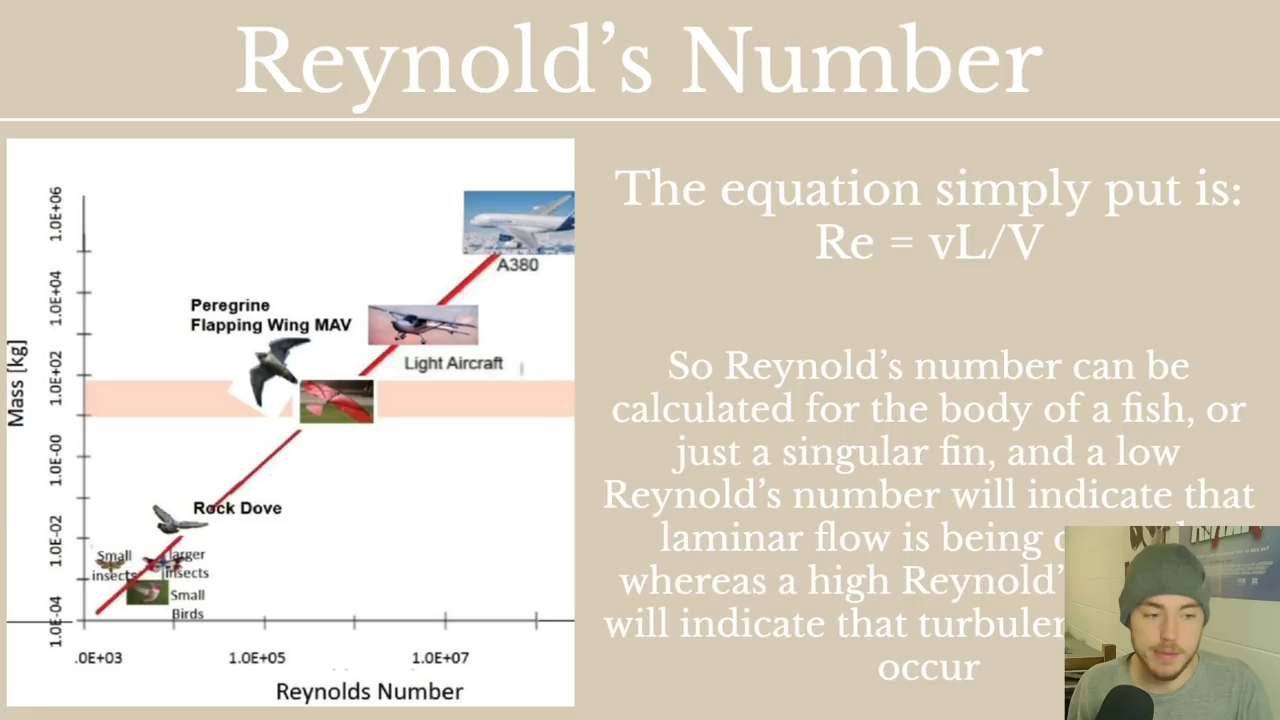 Reynold's Number
The equation simply put is:
Re = vL/V
So Reynold's number can be
calculated for the body of a fish, or
just a singular fin, and a low
Reynold's number will indicate that
laminar flow is being
whereas a high Reynold'
will indicate that
occur
Mass [kg]
1.0E+06
1.0E+04
1.0E+02
1.0E-00
1.0E-02
1.0E-04
A380
Peregrine
Flapping Wing MAV
Light Aircraft
Rock Dove
Small
insects
larger
insects
Small
Birds
.0E+03
1.0E+05
1.0E+07
Reynolds Number